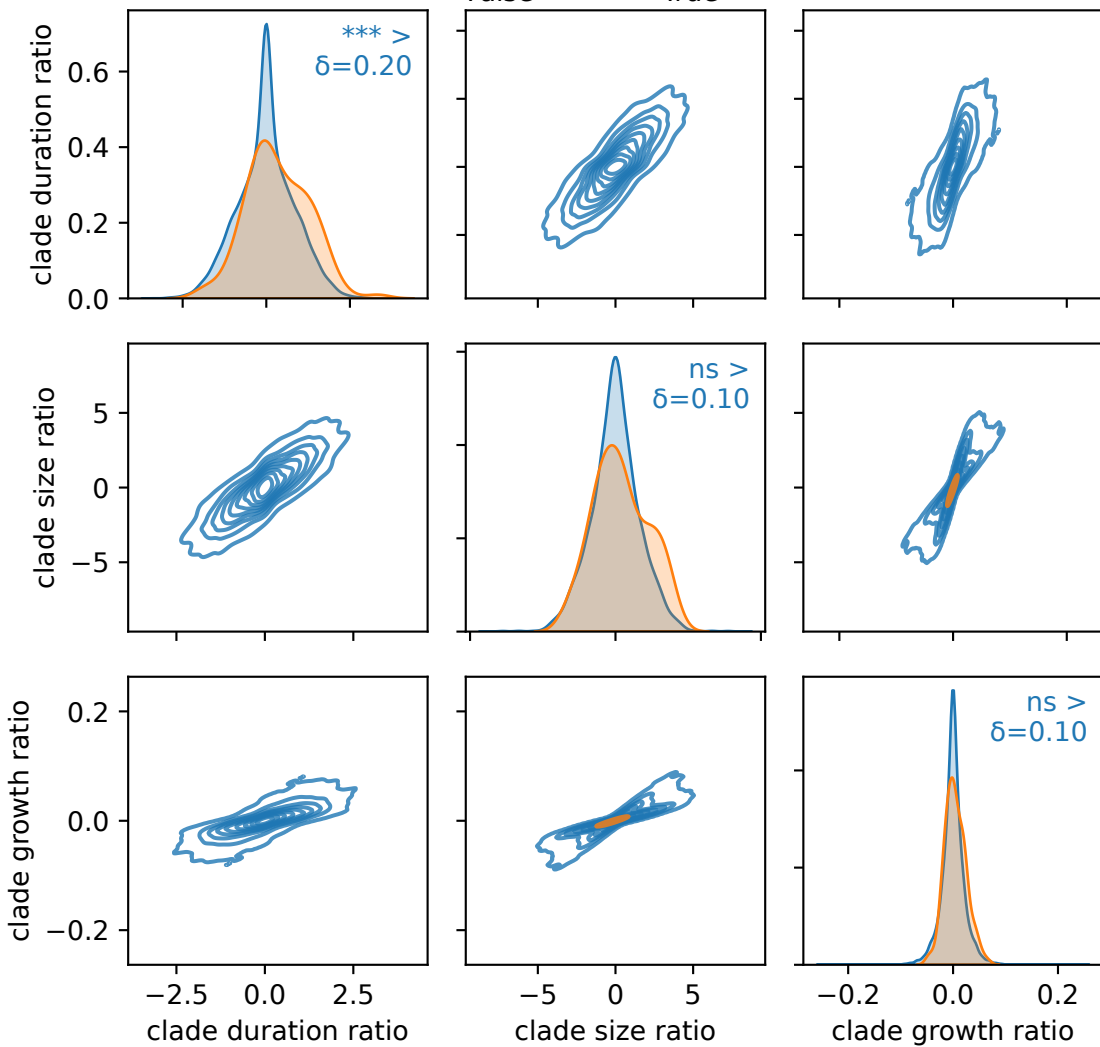 clade duration ratio
0.6
0.4
0.2
0.0
*** >
δ=0.20
clade size ratio
5
0
−5
ns >
δ=0.10
clade growth ratio
0.2
0.0
−0.2
ns >
δ=0.10
−2.5 0.0 2.5
−5 0 5
−0.2 0.0 0.2
clade duration ratio
clade size ratio
clade growth ratio